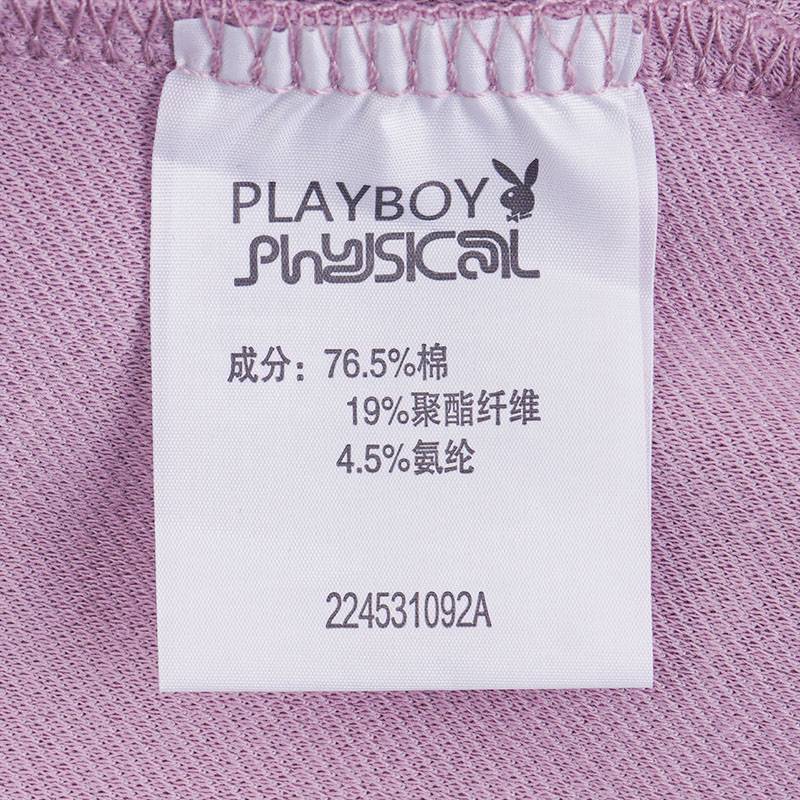 PLAYBOY
PHYSICAL
成分：76.5%棉
19%聚酯纤维
4.5%氨纶
224531092A